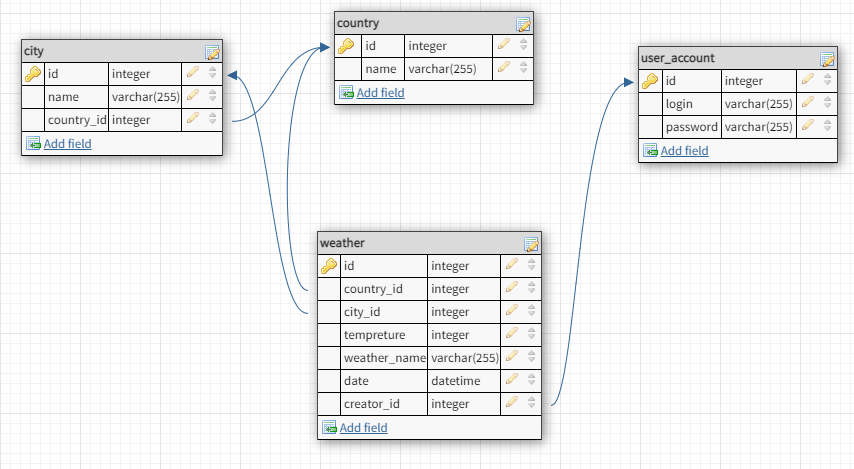 city
id integer
name varchar(255)
country_id integer
Add field
country
id integer
name varchar(255)
Add field
user_account
id integer
login varchar(255)
password varchar(255)
Add field
weather
id integer
country_id integer
city_id integer
tempreture integer
weather_name varchar(255)
date datetime
creator_id integer
Add field